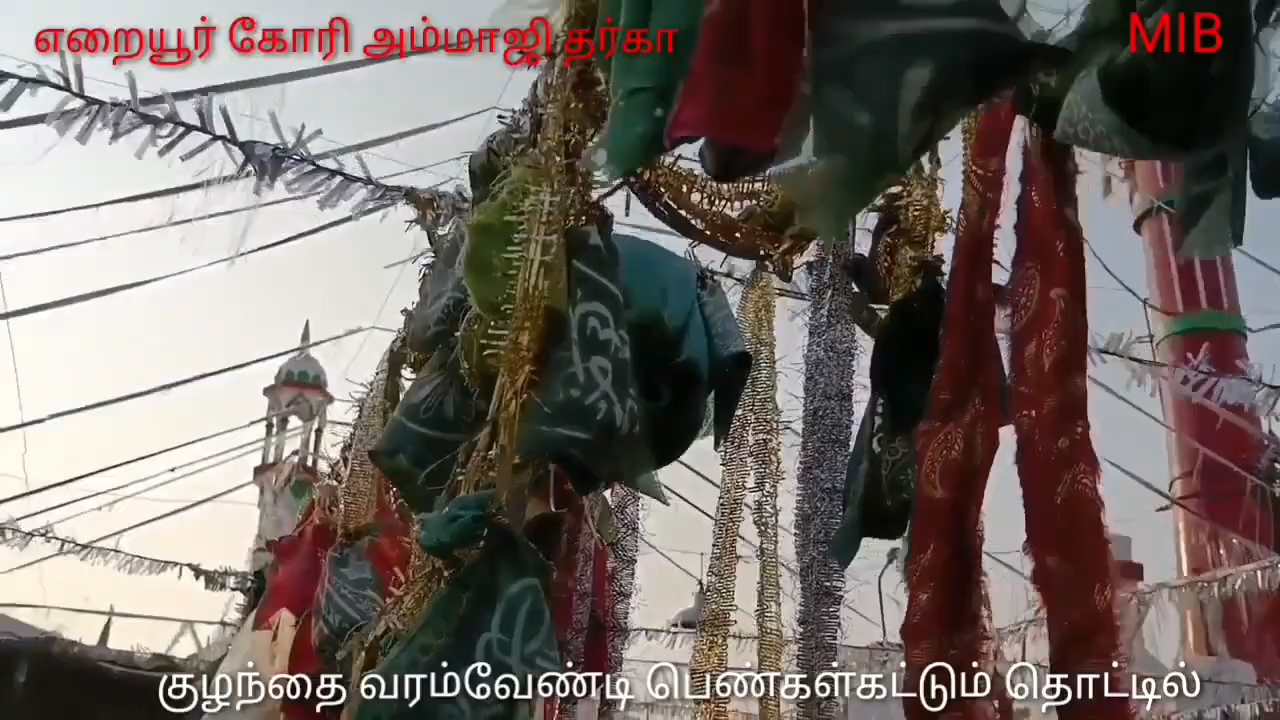 எறையூர் கோரி அம்மாஜி தர்கா
MIB
குழந்தை வரம்வேண்டி பெண்கள்கட்டும் தொட்டில்